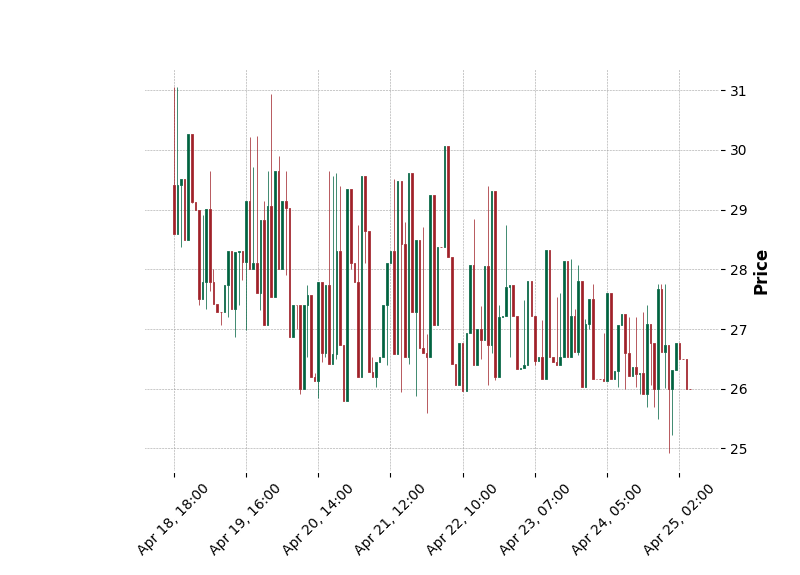 31
30
29
28
27
26
25
Price
Apr 18, 18:00
Apr 19, 16:00
Apr 20, 14:00
Apr 21, 12:00
Apr 22, 10:00
Apr 23, 07:00
Apr 24, 05:00
Apr 25, 02:00